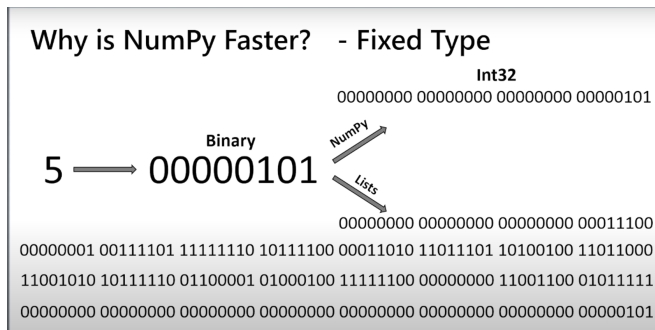 Why is NumPy Faster? - Fixed Type
Int32
00000000 00000000 00000000 00000101
NumPy
Binary
5 00000101
Lists
00000000 00000000 00000000 00011100
00000001 00111101 11111110 10111100 00011010 11011101 10100100 11011000
11001010 10111110 01100001 01000100 11111100 00000000 11001100 01011111
00000000 00000000 00000000 00000000 00000000 00000000 00000000 00000101